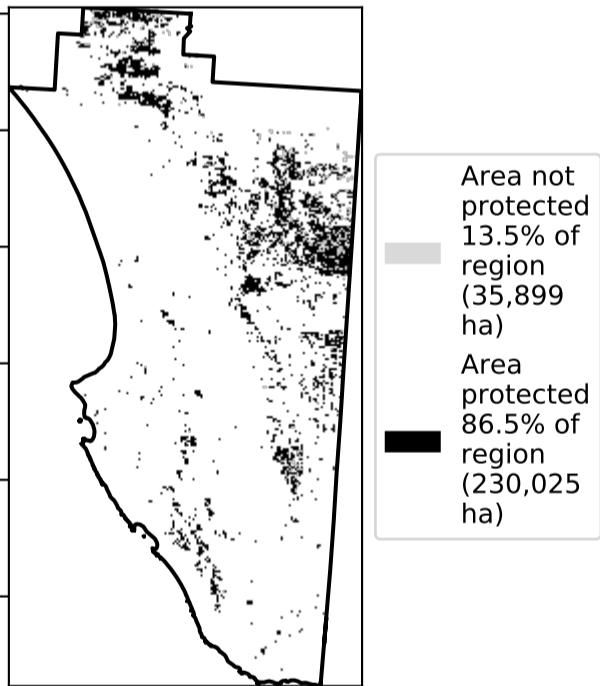 Area not
protected
13.5% of
region
(35,899
ha)
Area
protected
86.5% of
region
(230,025
ha)